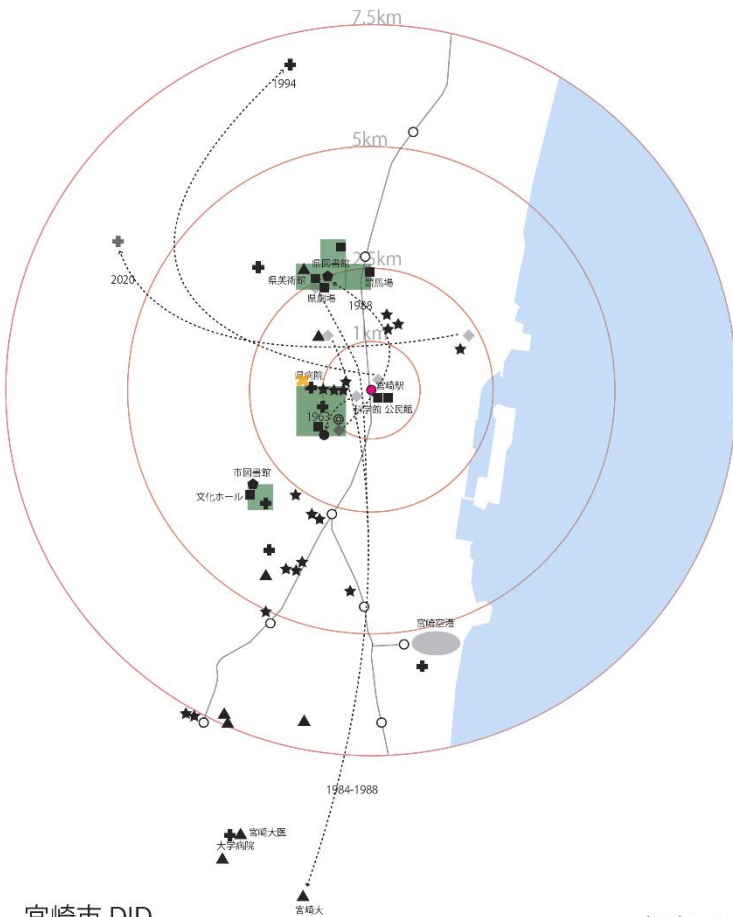 7.5km
1994
5km
2020
2.5km
県図書館
県美術館
競馬場
県劇場
1988
1km
県病院
宮崎駅
科学館 公民館
1963
市図書館
文化ホール
宮崎空港
1984-1988
宮崎大医
大学病院
宮崎大
宮崎市 DID